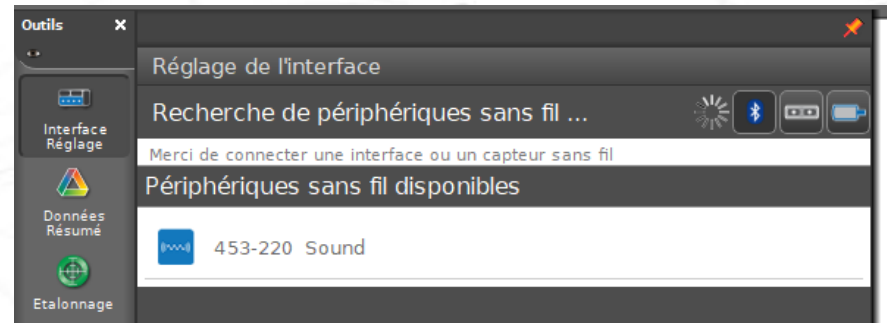 Outils
Réglage de l'interface
Recherche de périphériques sans fil ...
Interface
Réglage
Merci de connecter une interface ou un capteur sans fil
Périphériques sans fil disponibles
Données
Résumé
453-220 Sound
Etalonnage